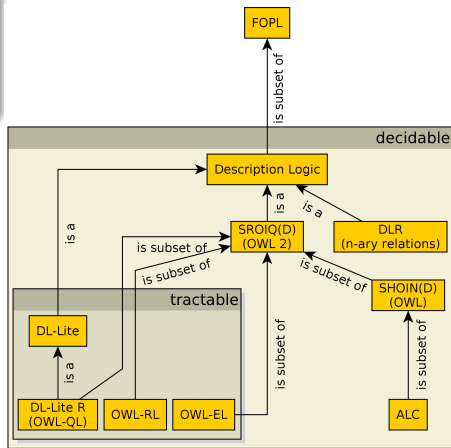 FOPL
is subset of
decidable
Description Logic
is a
is a
is a
SROIQ(D)
(OWL 2)
DLR
(n-ary relations)
is subset of
is subset of
is subset of
SHOIN(D)
(OWL)
tractable
DL-Lite
is a
is subset of
is subset of
DL-Lite R
(OWL-QL)
OWL-RL
OWL-EL
ALC